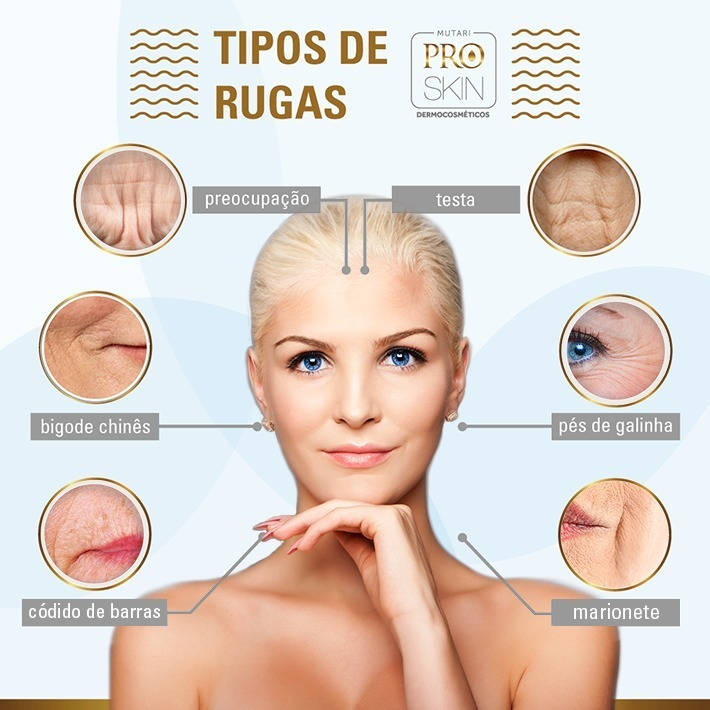 TIPOS DE
RUGAS
MUTARI
PRO
SKIN
DERMOCOSMÉTICOS
preocupação
testa
bigode chinês
pés de galinha
códido de barras
marionete